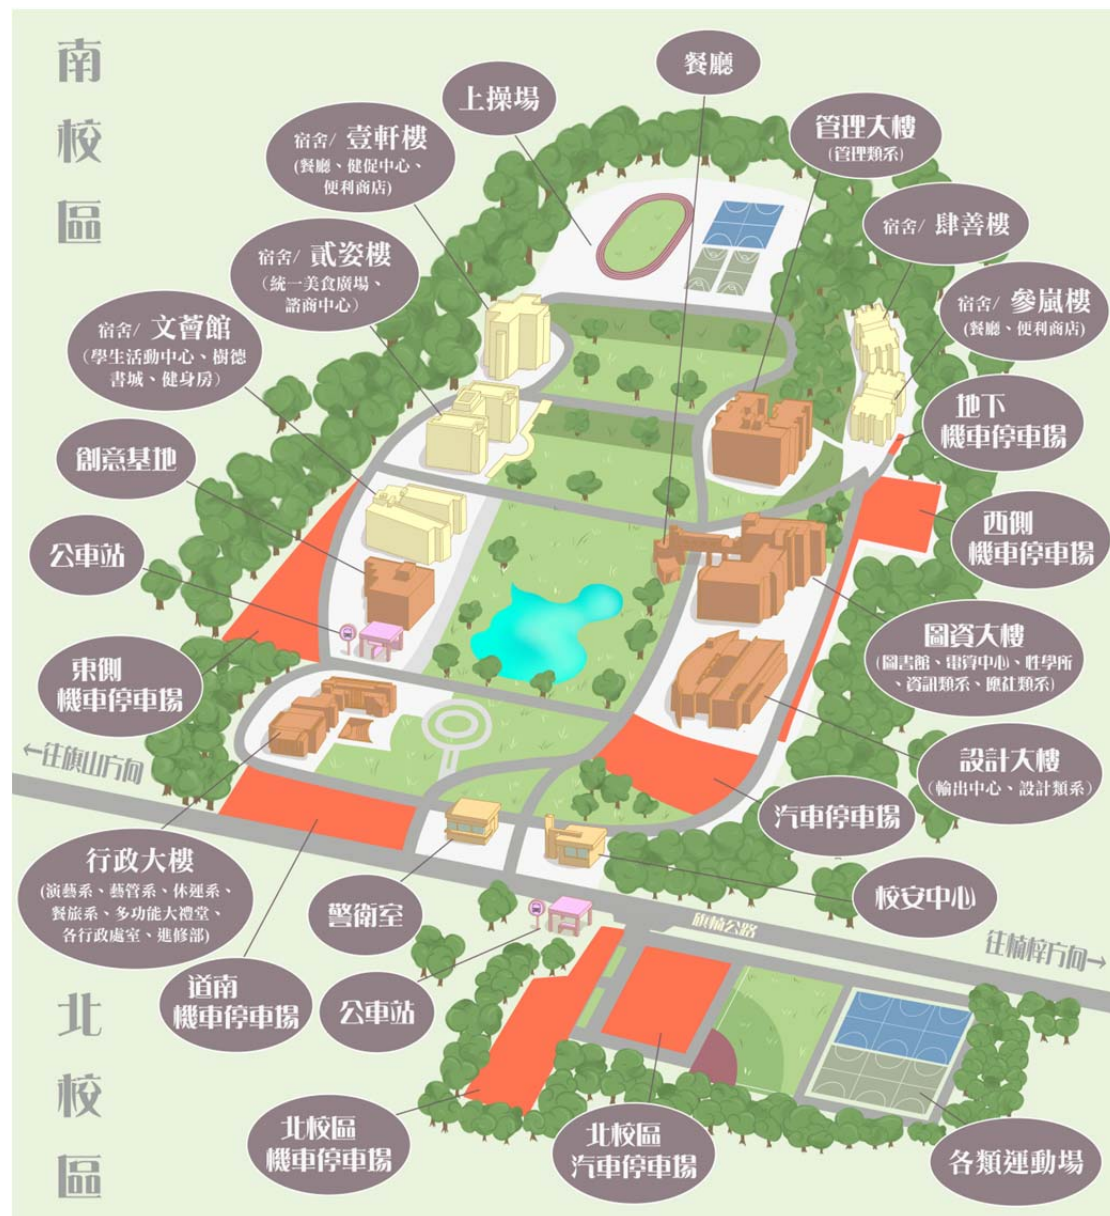 南
校
區
餐廳
上操場
管理大樓
(管理類系)
宿舍/ 壹軒樓
(餐廳、健促中心、
便利商店)
宿舍/ 肆善樓
宿舍/ 貳姿樓
(統一美食廣場、
諮商中心)
宿舍/ 參嵐樓
(餐廳、便利商店)
宿舍/ 文薈館
(學生活動中心、樹德
書城、健身房)
地下
機車停車場
創意基地
西側
機車停車場
公車站
圖資大樓
(圖書館、電算中心、性學所
、資訊類系、應社類系)
東側
機車停車場
←往旗山方向
設計大樓
(輸出中心、設計類系)
汽車停車場
行政大樓
(演藝系、藝管系、休運系、
餐旅系、多功能大禮堂、
各行政處室、進修部)
警衛室
校安中心
旗楠公路
往楠梓方向→
道南
機車停車場
公車站
北
校
區
北校區
機車停車場
北校區
汽車停車場
各類運動場